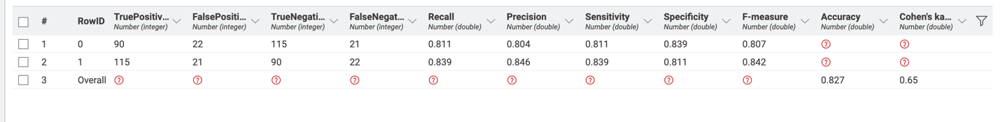 # RowID TruePositiv... FalsePositi... TrueNegati... FalseNegat... Recall Precision Sensitivity Specificity F-measure Accuracy Cohen's ka...
Number (integer) Number (integer) Number (integer) Number (integer) Number (double) Number (double) Number (double) Number (double) Number (double) Number (double) Number (double)
1 0 90 22 115 21 0.811 0.804 0.811 0.839 0.807 ? ?
2 1 115 21 90 22 0.839 0.846 0.839 0.811 0.842 ? ?
3 Overall ? ? ? ? ? ? ? ? ? 0.827 0.65